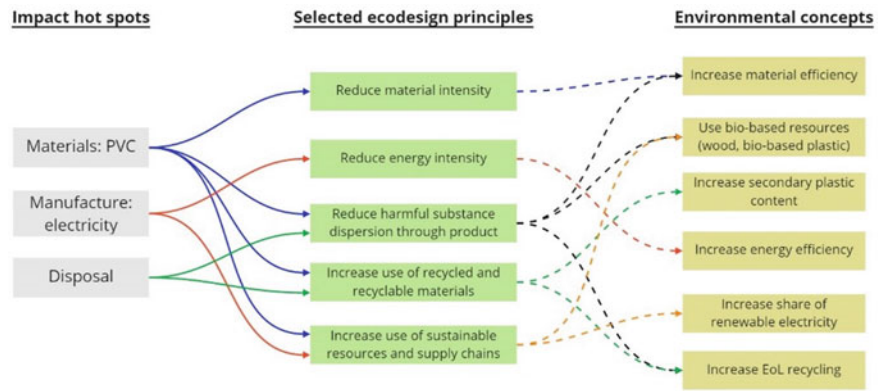 Impact hot spots
Selected ecodesign principles
Environmental concepts
Materials: PVC
Manufacture:
electricity
Disposal
Reduce material intensity
Reduce energy intensity
Reduce harmful substance
dispersion through product
Increase use of recycled and
recyclable materials
Increase use of sustainable
resources and supply chains
Increase material efficiency
Use bio-based resources
(wood, bio-based plastic)
Increase secondary plastic
content
Increase energy efficiency
Increase share of
renewable electricity
Increase EoL recycling